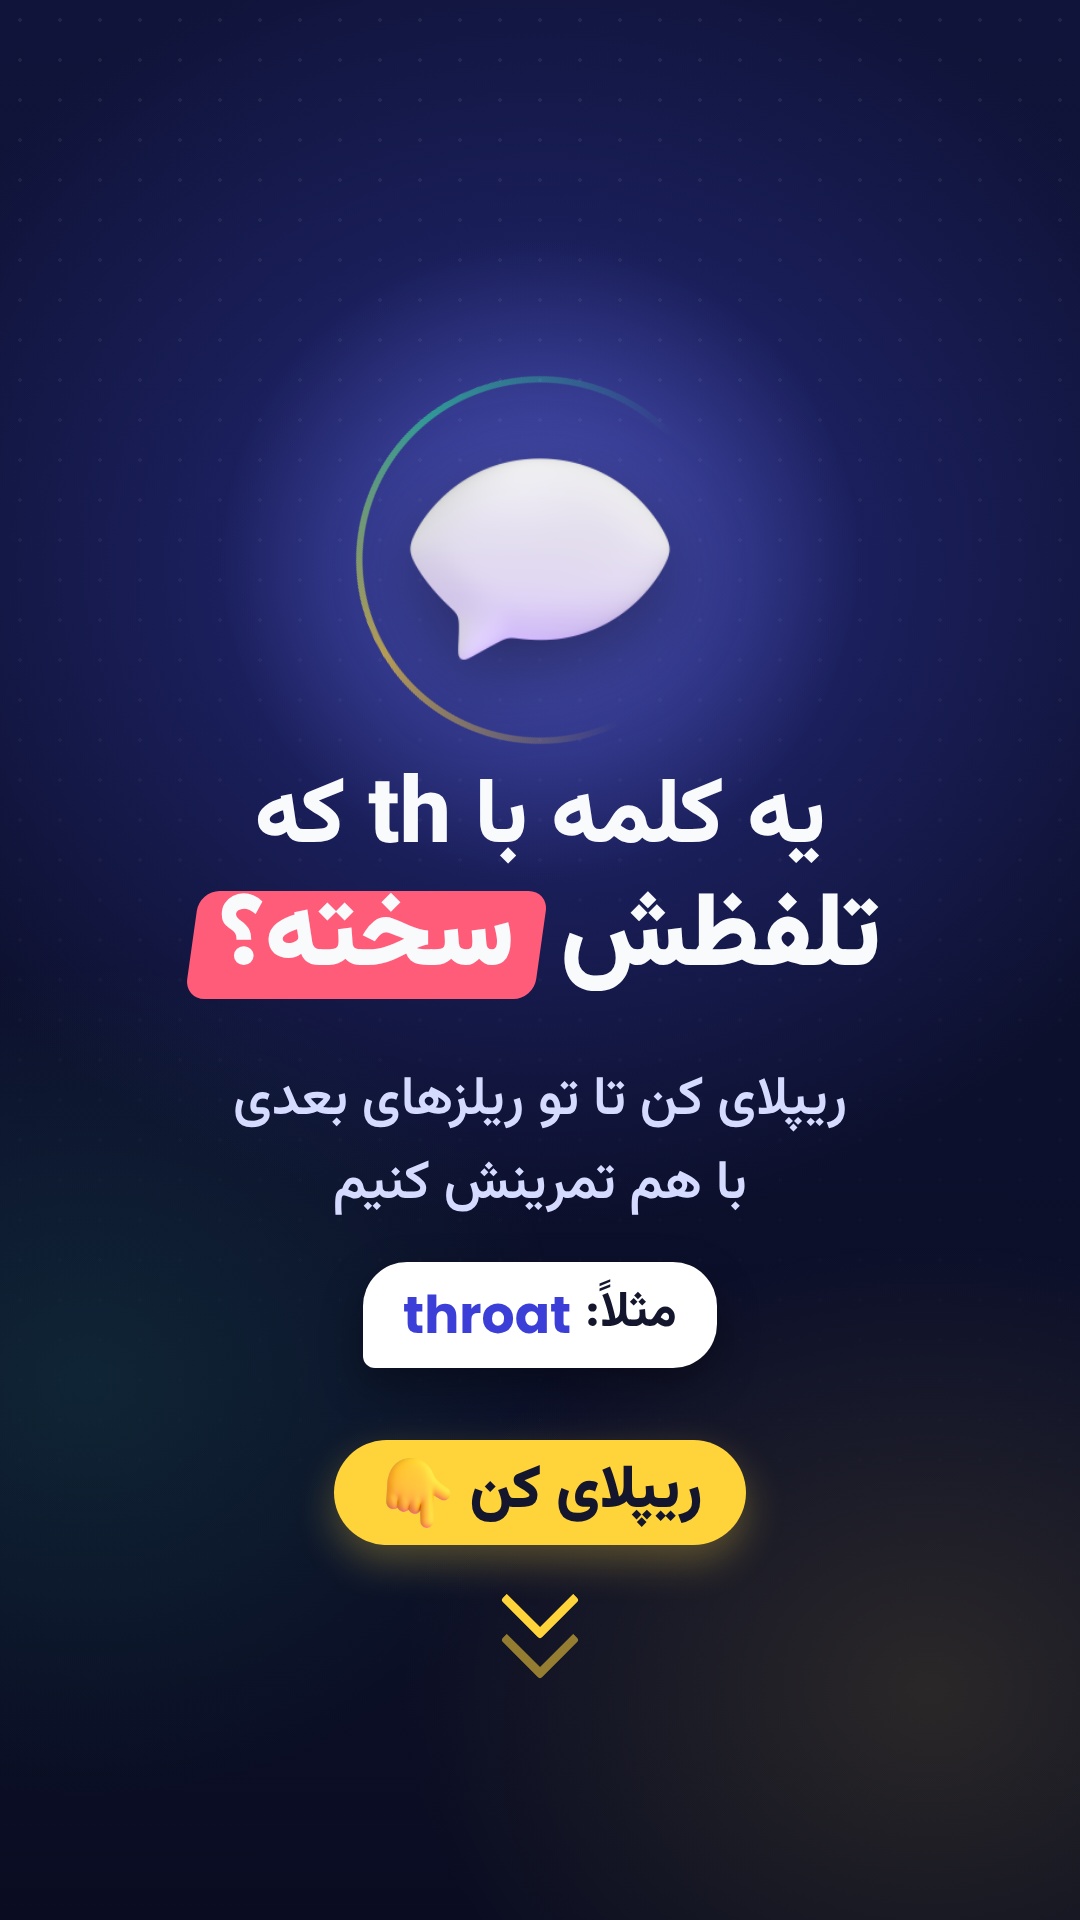 یه کلمه با th که
تلفظش سخته؟
ریپلای کن تا تو ریلزهای بعدی
با هم تمرینش کنیم
مثلاً: throat
ریپلای کن 👇